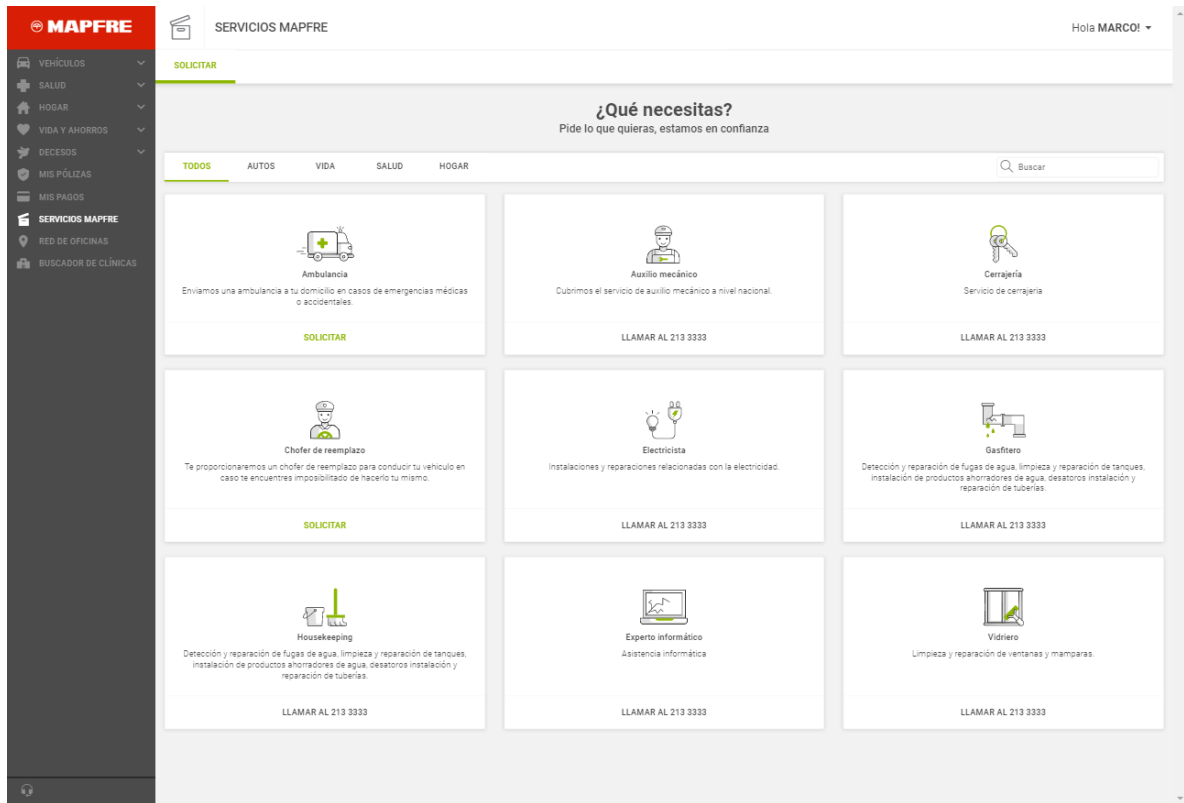 MAPFRE
SERVICIOS MAPFRE
Hola MARCO!
VEHÍCULOS
SALUD
HOGAR
VIDA Y AHORROS
DECESOS
MIS PÓLIZAS
MIS PAGOS
SERVICIOS MAPFRE
RED DE OFICINAS
BUSCADOR DE CLÍNICAS
SOLICITAR
¿Qué necesitas?
Pide lo que quieras, estamos en confianza
TODOS AUTOS VIDA SALUD HOGAR
Buscar
Ambulancia
Enviamos una ambulancia a tu domicilio en casos de emergencias médicas
o accidentales.
SOLICITAR
Auxilio mecánico
Cubrimos el servicio de auxilio mecánico a nivel nacional.
LLAMAR AL 213 3333
Cerrajería
Servicio de cerrajeria
LLAMAR AL 213 3333
Chofer de reemplazo
Te proporcionaremos un chofer de reemplazo para conducir tu vehiculo en
caso te encuentres imposibilitado de hacerlo tu mismo.
SOLICITAR
Electricista
Instalaciones y reparaciones relacionadas con la electricidad.
LLAMAR AL 213 3333
Gasfitero
Detección y reparación de fugas de agua, limpieza y reparación de tanques,
instalación de productos ahorradores de agua, desatoros instalación y
reparación de tuberías.
LLAMAR AL 213 3333
Housekeeping
Detección y reparación de fugas de agua, limpieza y reparación de tanques,
instalación de productos ahorradores de agua, desatoros instalación y
reparación de tuberías.
LLAMAR AL 213 3333
Experto informático
Asistencia informática
LLAMAR AL 213 3333
Vidriero
Limpieza y reparación de ventanas y mamparas.
LLAMAR AL 213 3333